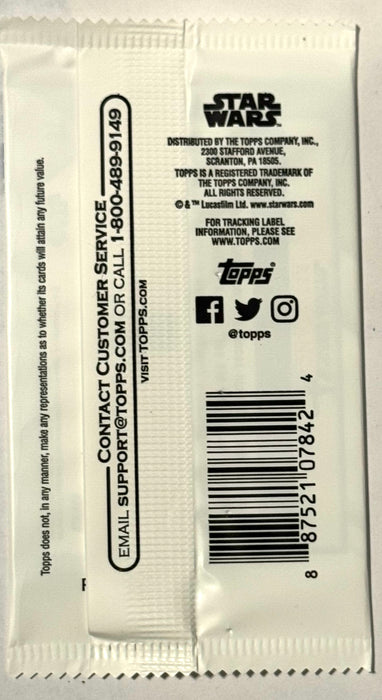 Topps does not, in any manner, make any representations as to whether its cards will attain any future value.
CONTACT CUSTOMER SERVICE
EMAIL SUPPORT@TOPPS.COM OR CALL 1-800-489-9149
VISIT TOPPS.COM
STAR
WARS
DISTRIBUTED BY THE TOPPS COMPANY, INC.,
2300 STAFFORD AVENUE,
SCRANTON, PA 18505.
TOPPS IS A REGISTERED TRADEMARK OF
THE TOPPS COMPANY, INC.
ALL RIGHTS RESERVED.
© & ™ Lucasfilm Ltd. www.starwars.com
FOR TRACKING LABEL
INFORMATION, PLEASE SEE
WWW.TOPPS.COM
topps
@topps
8 87521 07842 4